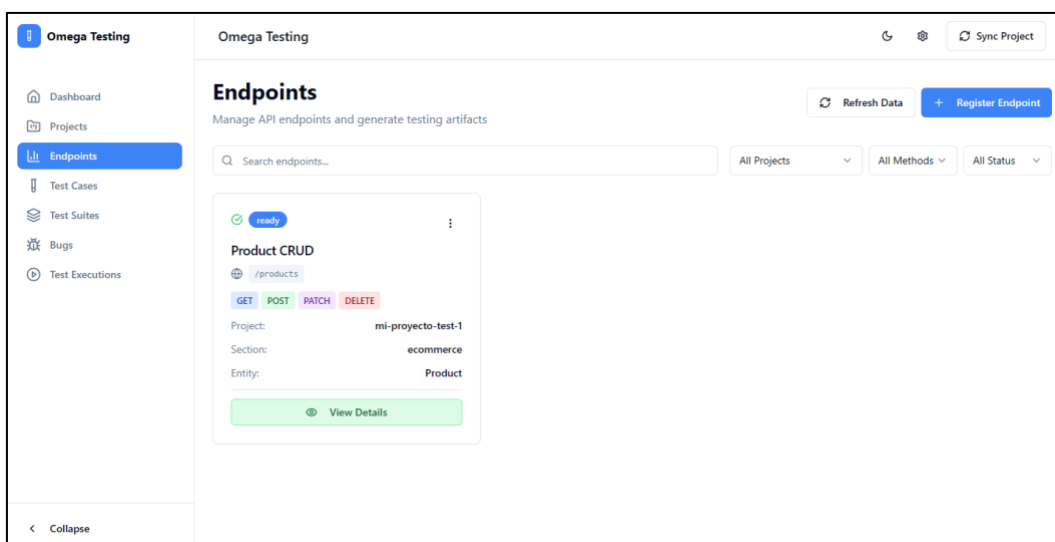 Omega Testing
Omega Testing
Sync Project
Dashboard
Projects
Endpoints
Test Cases
Test Suites
Bugs
Test Executions
Collapse
Endpoints
Manage API endpoints and generate testing artifacts
Refresh Data
+ Register Endpoint
Search endpoints...
All Projects
All Methods
All Status
ready
Product CRUD
/products
GET POST PATCH DELETE
Project: mi-proyecto-test-1
Section: ecommerce
Entity: Product
View Details